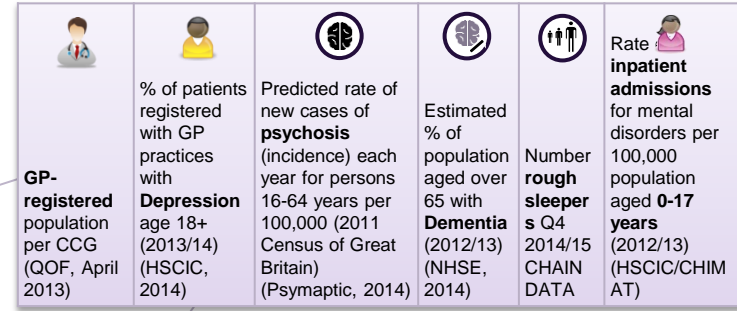 GP-
registered
population
per CCG
(QOF, April
2013)
% of patients
registered
with GP
practices
with
Depression
age 18+
(2013/14)
(HSCIC,
2014)
Predicted rate of
new cases of
psychosis
(incidence) each
year for persons
16-64 years per
100,000 (2011
Census of Great
Britain)
(Psymaptic, 2014)
Estimated
% of
population
aged over
65 with
Dementia
(2012/13)
(NHSE,
2014)
Number
rough
sleeper
s Q4
2014/15
CHAIN
DATA
Rate
inpatient
admissions
for mental
disorders per
100,000
population
aged 0-17
years
(2012/13)
(HSCIC/CHIM
AT)